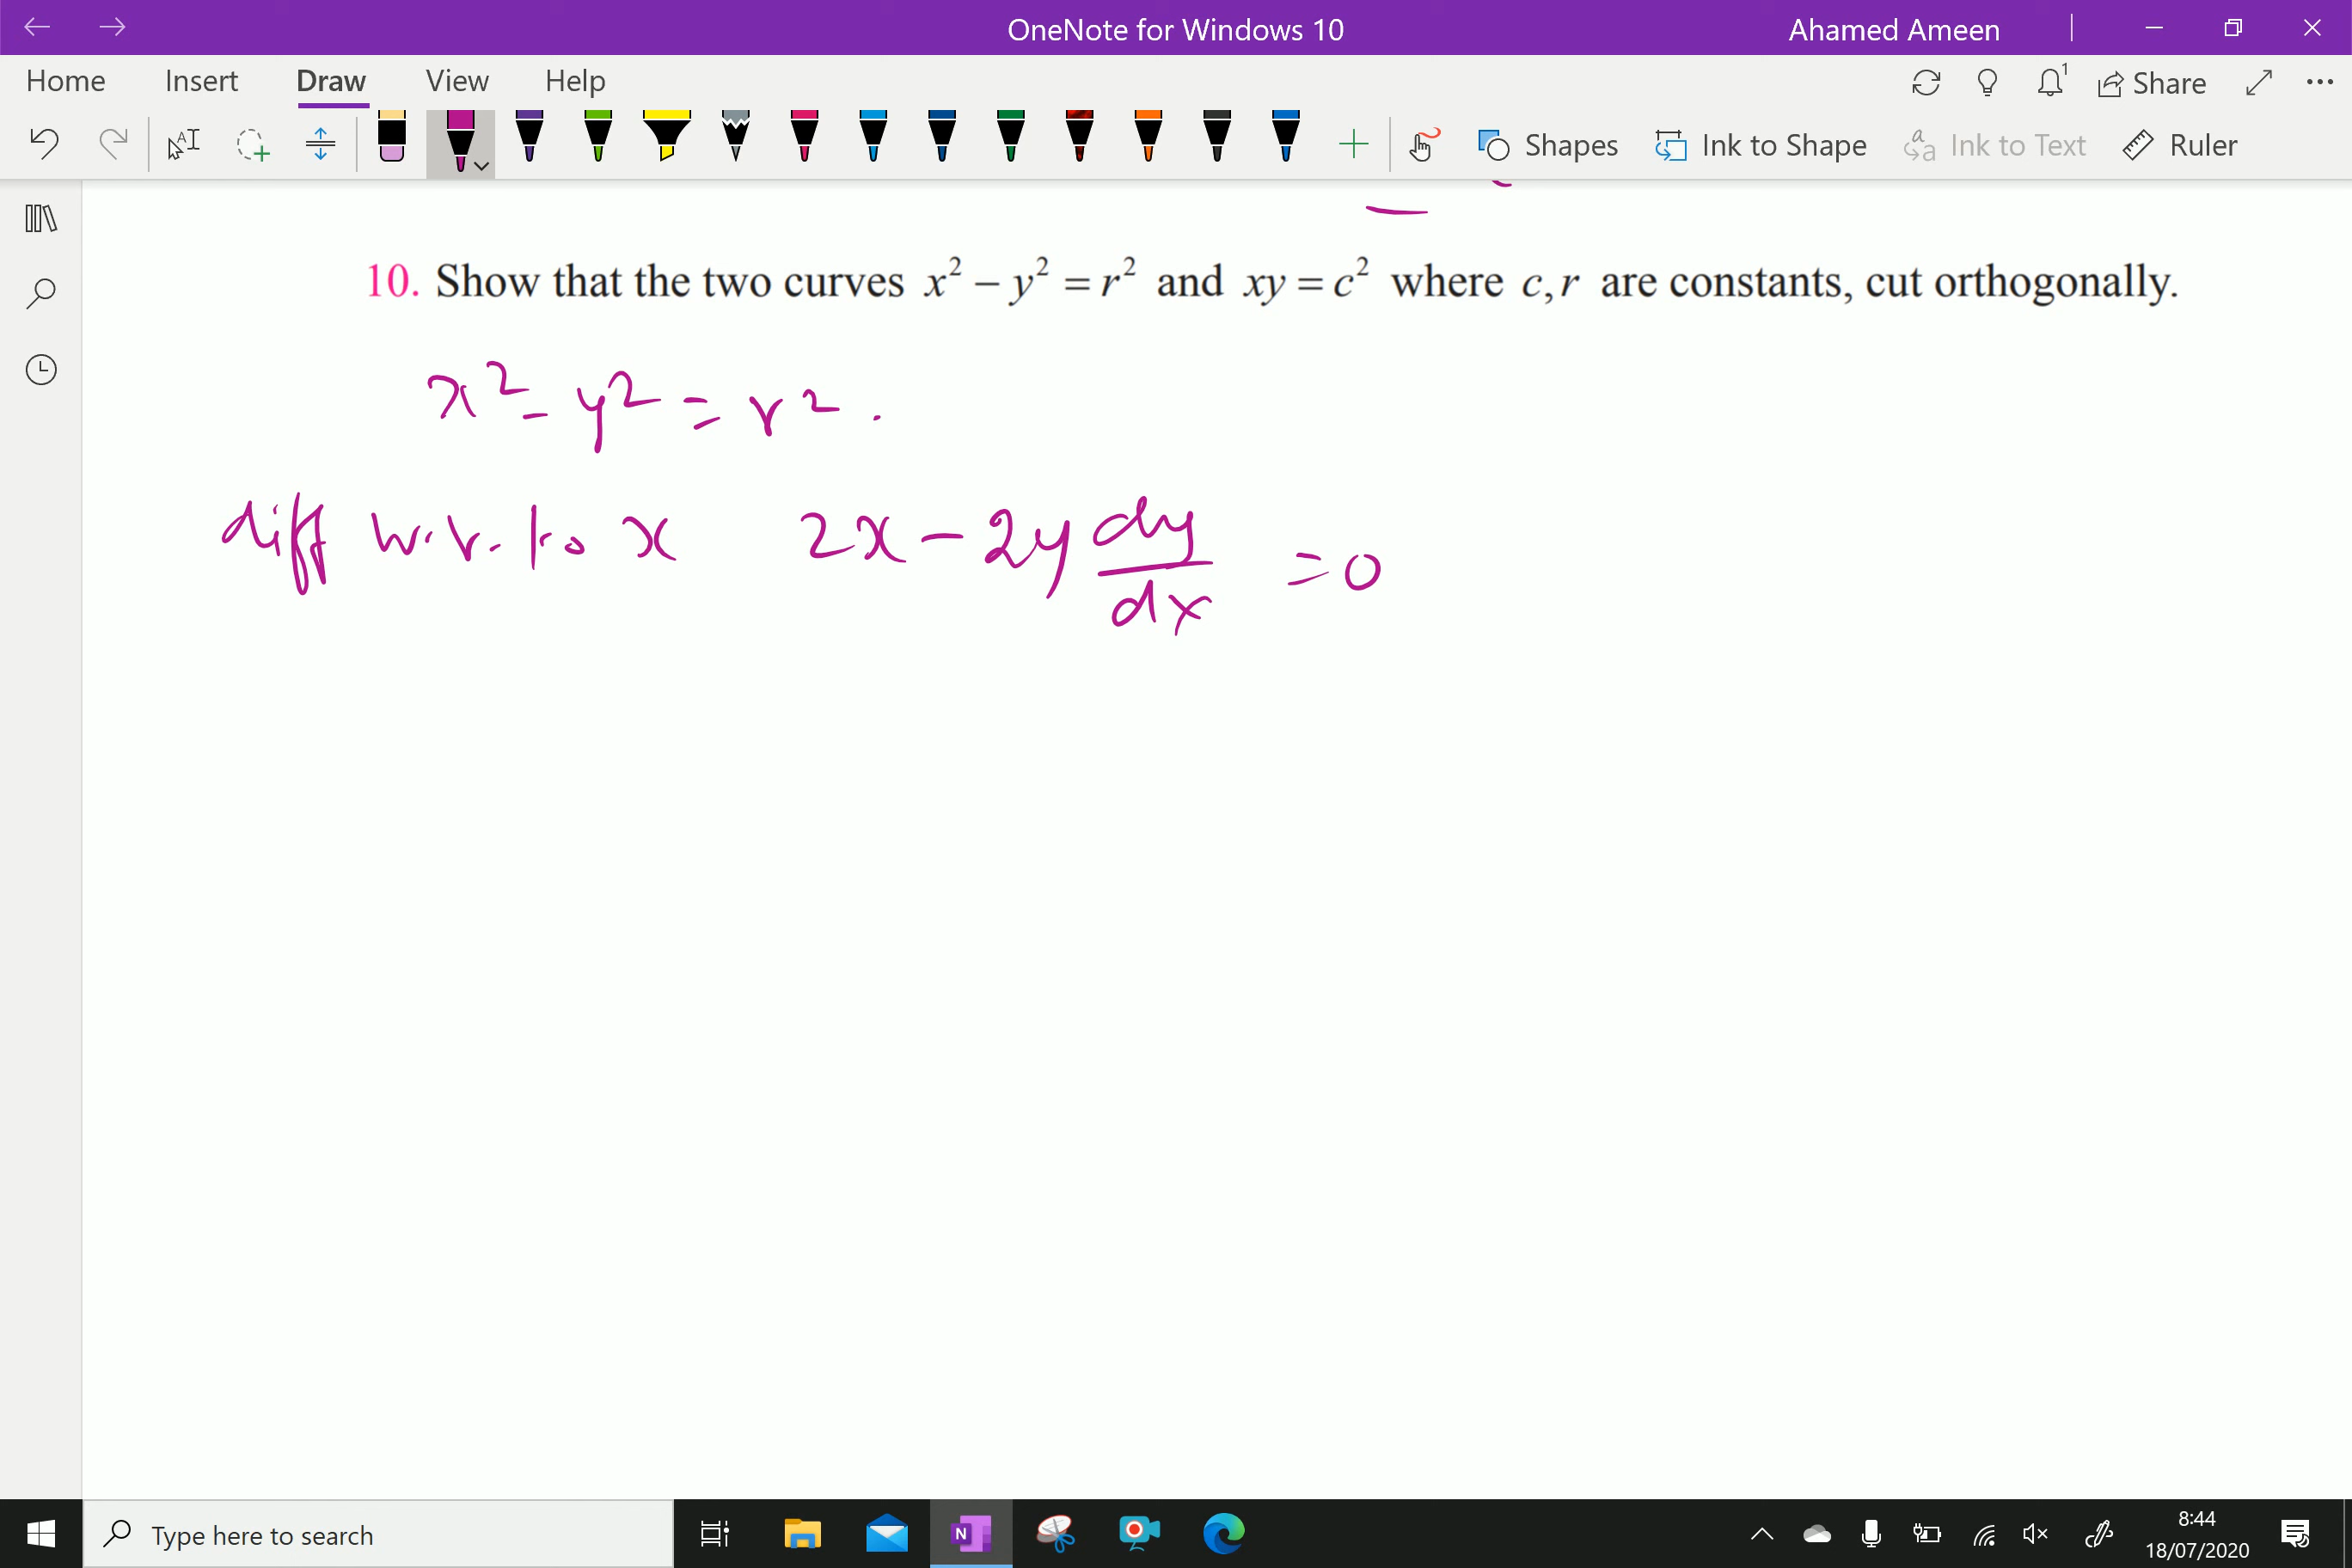 OneNote for Windows 10 Ahamed Ameen
Home Insert Draw View Help 1 Share
Shapes Ink to Shape Ink to Text Ruler
10. Show that the two curves x² − y² = r² and xy = c² where c, r are constants, cut orthogonally.
x² - y² = r² .
diff w.r. to x 2x - 2y dy/dx = 0
Type here to search
8:44
18/07/2020